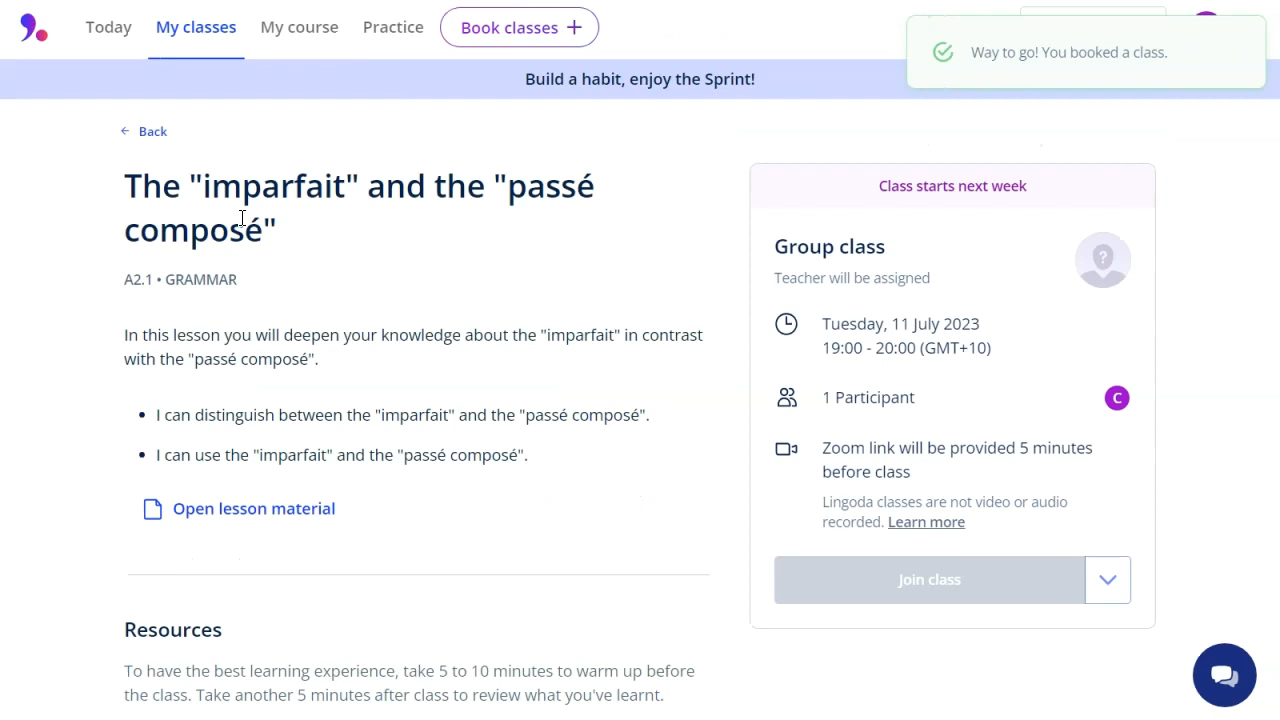 Today
My classes
My course
Practice
Book classes +
Way to go! You booked a class.
Build a habit, enjoy the Sprint!
← Back
The "imparfait" and the "passé
composé"
A2.1 • GRAMMAR
In this lesson you will deepen your knowledge about the "imparfait" in contrast
with the "passé composé".
• I can distinguish between the "imparfait" and the "passé composé".
• I can use the "imparfait" and the "passé composé".
Open lesson material
Resources
To have the best learning experience, take 5 to 10 minutes to warm up before
the class. Take another 5 minutes after class to review what you've learnt.
Class starts next week
Group class
Teacher will be assigned
?
Tuesday, 11 July 2023
19:00 - 20:00 (GMT+10)
1 Participant
C
Zoom link will be provided 5 minutes
before class
Lingoda classes are not video or audio
recorded. Learn more
Join class